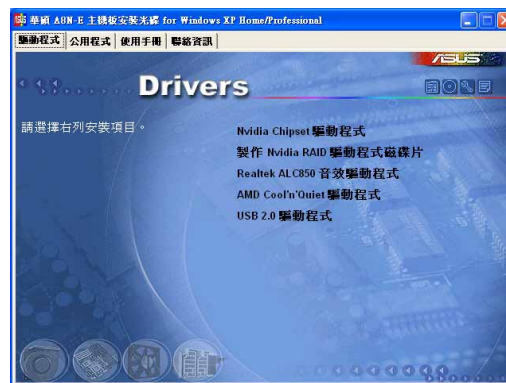 華碩 A8N-E 主機板安裝光碟 for Windows XP Home/Professional
驅動程式 公用程式 使用手冊 聯絡資訊
ASUS
Drivers
請選擇右列安裝項目。
Nvidia Chipset 驅動程式
製作 Nvidia RAID 驅動程式磁碟片
Realtek ALC850 音效驅動程式
AMD Cool'n'Quiet 驅動程式
USB 2.0 驅動程式